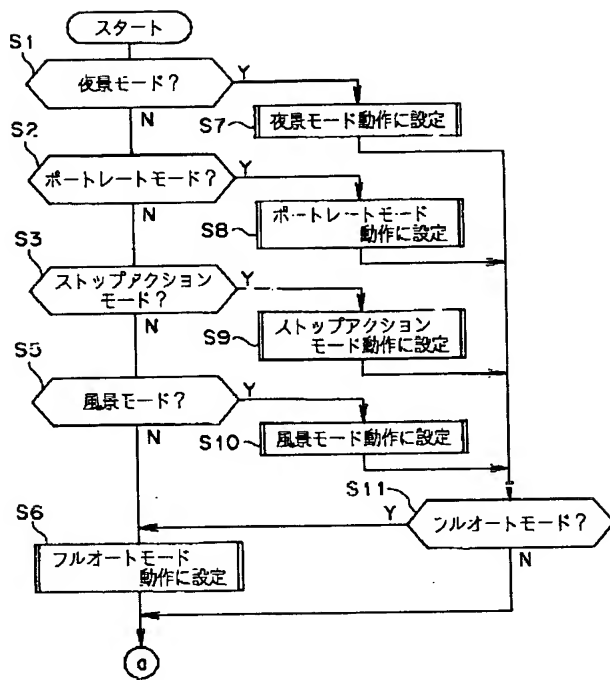 スタート
S1
夜景モード?
Y
N
S7
夜景モード動作に設定
S2
ポートレートモード?
Y
N
S8
ポートレートモード
動作に設定
S3
ストップアクション
モード?
Y
N
S9
ストップアクション
モード動作に設定
S5
風景モード?
Y
N
S10
風景モード動作に設定
S11
フルオートモード?
Y
N
S6
フルオートモード
動作に設定
a